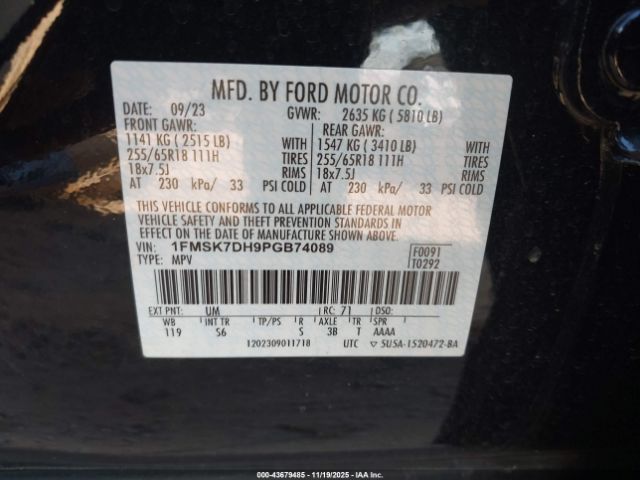 MFD. BY FORD MOTOR CO.
DATE: 09/23 GVWR: 2635 KG ( 5810 LB)
FRONT GAWR: REAR GAWR:
1141 KG ( 2515 LB) WITH 1547 KG ( 3410 LB) WITH
255/65R18 111H TIRES 255/65R18 111H TIRES
18x7.5J RIMS 18x7.5J RIMS
AT 230 kPa/ 33 PSI COLD AT 230 kPa/ 33 PSI COLD
THIS VEHICLE CONFORMS TO ALL APPLICABLE FEDERAL MOTOR
VEHICLE SAFETY AND THEFT PREVENTION STANDARDS IN
EFFECT ON THE DATE OF MANUFACTURE SHOWN ABOVE.
VIN: 1FMSK7DH9PGB74089 F0091
TYPE: MPV T0292
EXT PNT: UM RC: 71 DSO:
WB INT TR TP/PS R AXLE TR SPR
119 S6 S 3B T AAAA
1202309011718 UTC ▽ SU5A-1520472-BA
000-43679485 - 11/19/2025 - IAAI.CA